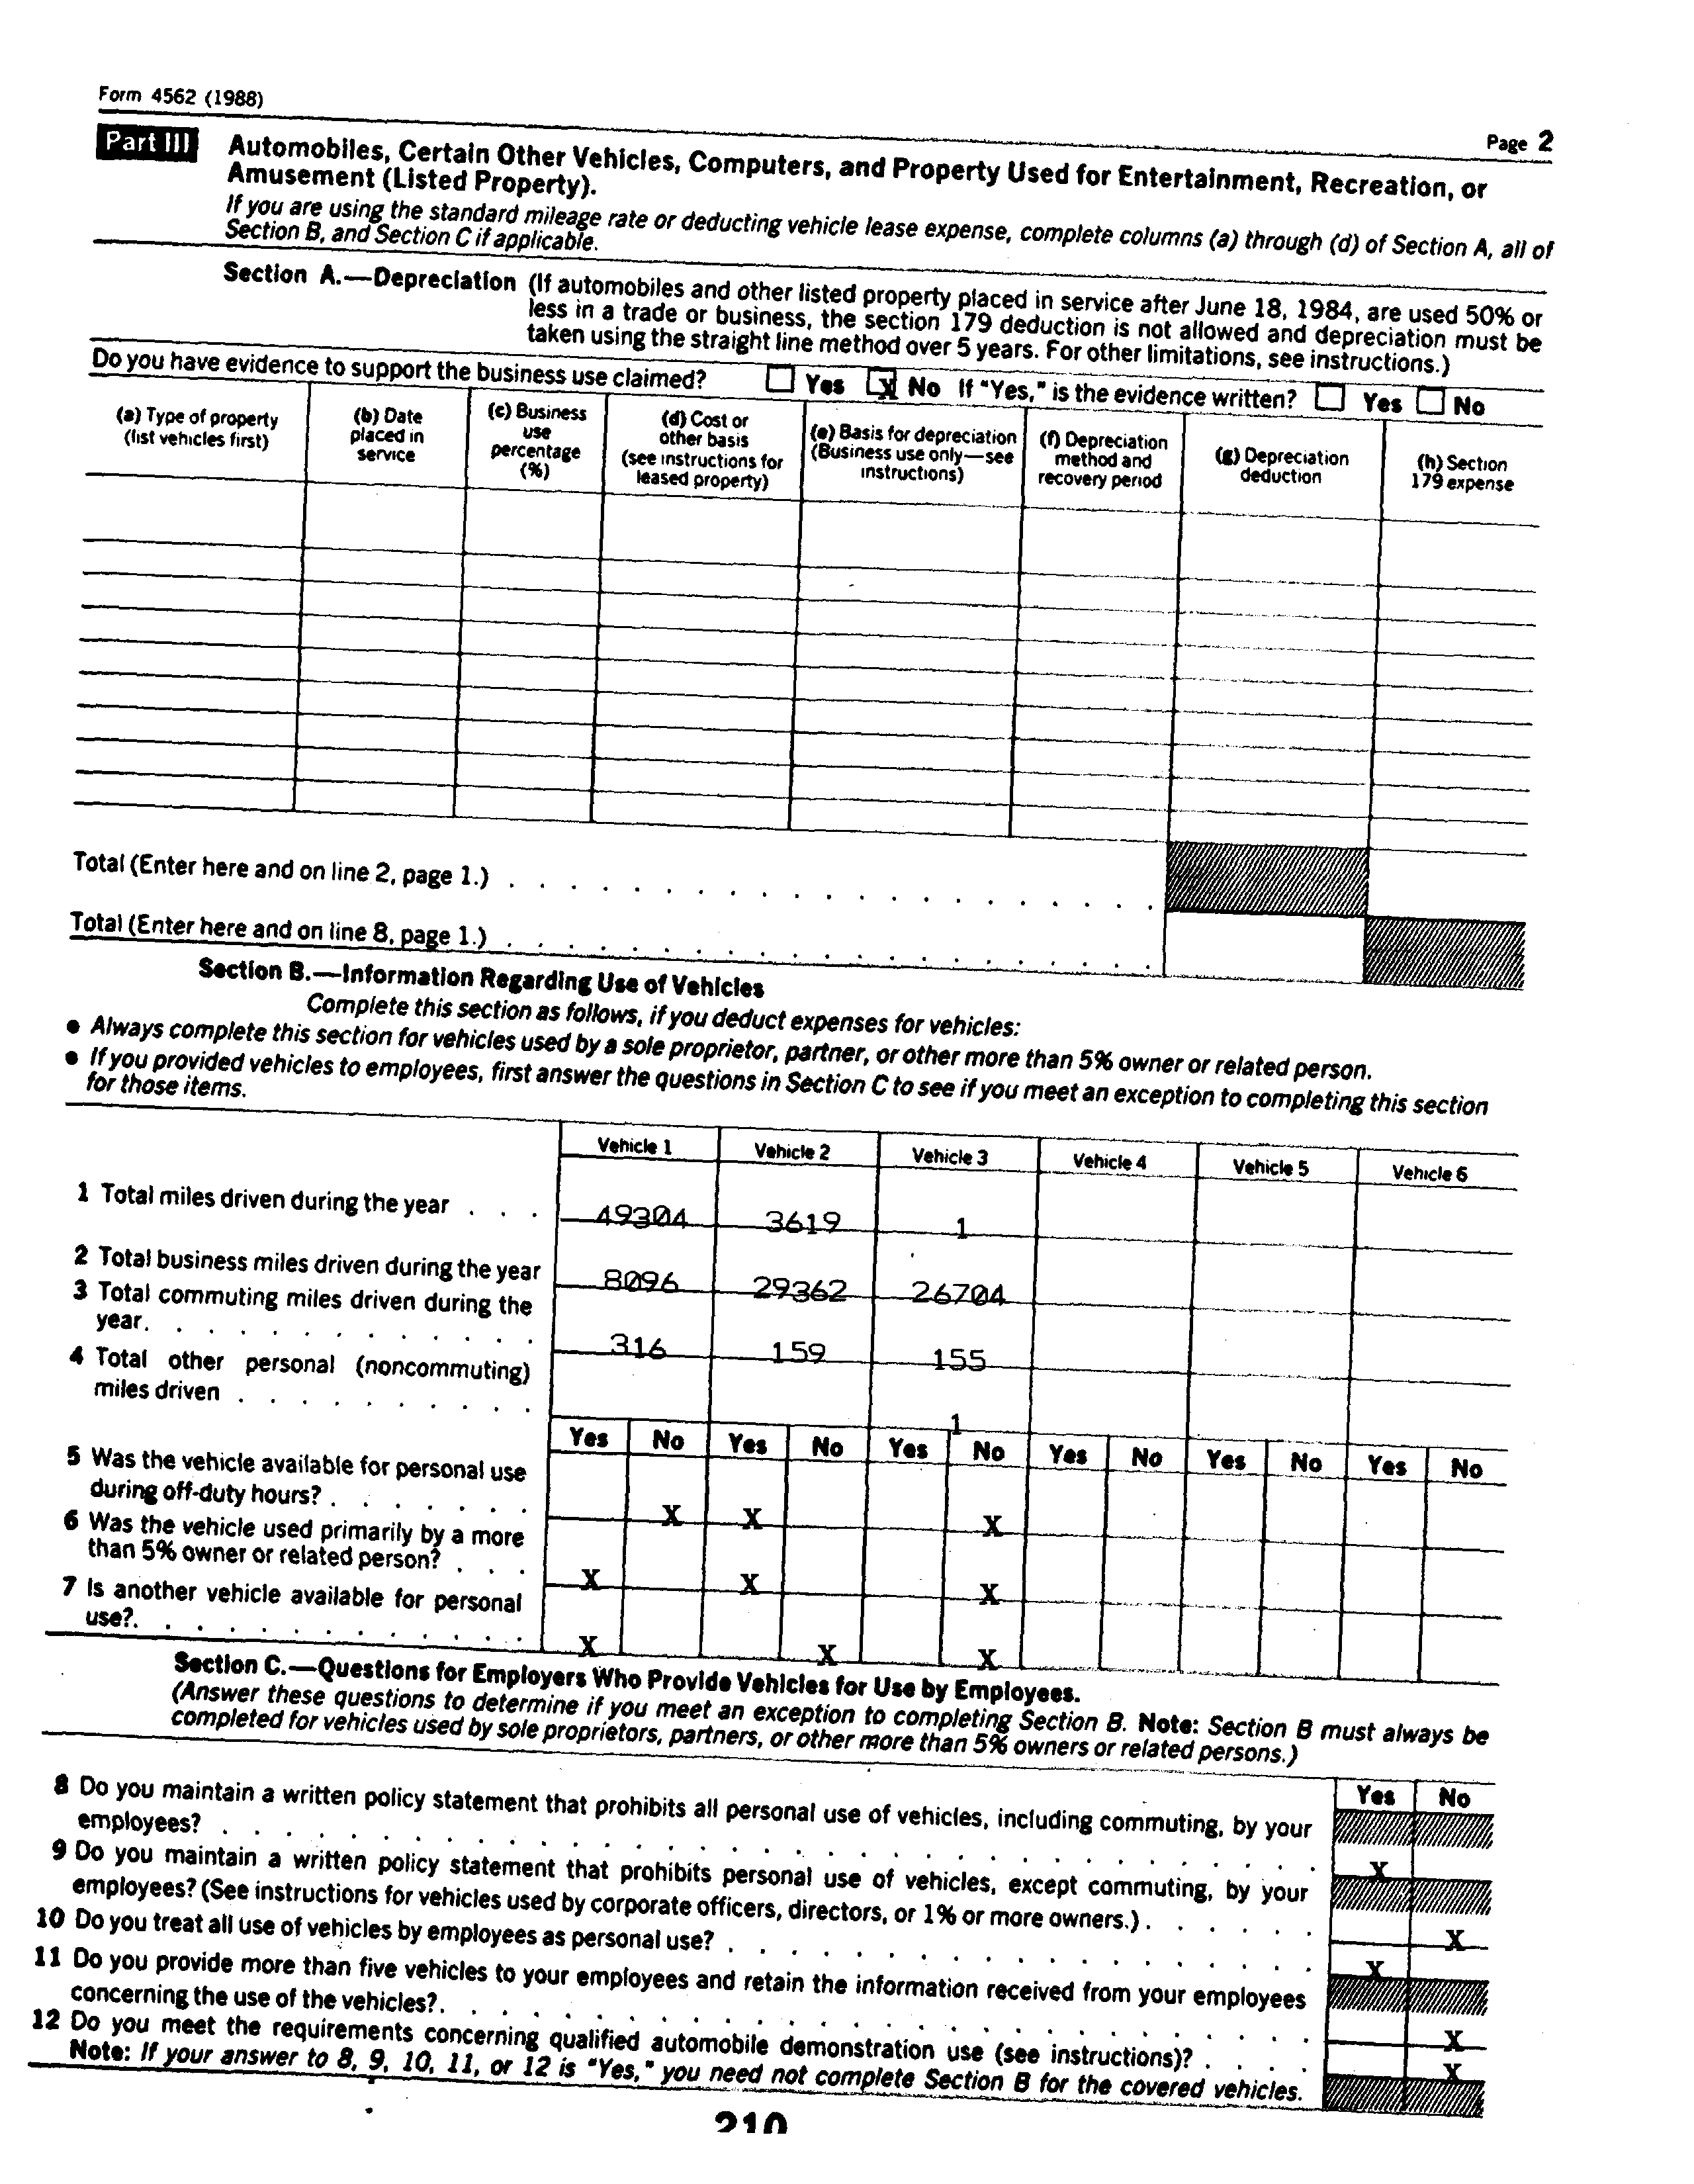 Form 4562 (1988)
Page 2
Part III Automobiles, Certain Other Vehicles, Computers, and Property Used for Entertainment, Recreation, or
Amusement (Listed Property).
If you are using the standard mileage rate or deducting vehicle lease expense, complete columns (a) through (d) of Section A, all of
Section B, and Section C if applicable.
Section A.—Depreciation (If automobiles and other listed property placed in service after June 18, 1984, are used 50% or
less in a trade or business, the section 179 deduction is not allowed and depreciation must be
taken using the straight line method over 5 years. For other limitations, see instructions.)
Do you have evidence to support the business use claimed? Yes X No If "Yes," is the evidence written? Yes No
(a) Type of property
(list vehicles first)
(b) Date
placed in
service
(c) Business
use
percentage
(%)
(d) Cost or
other basis
(see instructions for
leased property)
(e) Basis for depreciation
(Business use only—see
instructions)
(f) Depreciation
method and
recovery period
(g) Depreciation
deduction
(h) Section
179 expense
Total (Enter here and on line 2, page 1.) . . . . . . . . . . . . . . . . . . . . .
Total (Enter here and on line 8, page 1.) . . . . . . . . . . . . . . . . . . . . .
Section B.—Information Regarding Use of Vehicles
Complete this section as follows, if you deduct expenses for vehicles:
● Always complete this section for vehicles used by a sole proprietor, partner, or other more than 5% owner or related person.
● If you provided vehicles to employees, first answer the questions in Section C to see if you meet an exception to completing this section
for those items.
Vehicle 1 Vehicle 2 Vehicle 3 Vehicle 4 Vehicle 5 Vehicle 6
1 Total miles driven during the year . . . 49304 3619 1
2 Total business miles driven during the year 8096 29362 26704
3 Total commuting miles driven during the
year. . . . . . . . . . . . . 316 159 155
4 Total other personal (noncommuting)
miles driven . . . . . . . . . . 1
Yes No Yes No Yes No Yes No Yes No Yes No
5 Was the vehicle available for personal use
during off-duty hours? . . . . . . . X X X
6 Was the vehicle used primarily by a more
than 5% owner or related person? . . . X X X
7 Is another vehicle available for personal
use?. . . . . . . . . . . . . X X X
Section C.—Questions for Employers Who Provide Vehicles for Use by Employees.
(Answer these questions to determine if you meet an exception to completing Section B. Note: Section B must always be
completed for vehicles used by sole proprietors, partners, or other more than 5% owners or related persons.)
Yes No
8 Do you maintain a written policy statement that prohibits all personal use of vehicles, including commuting, by your
employees? . . . . . . . . . . . . . . . . . . . . . . . . . . . . . . . . . . X
9 Do you maintain a written policy statement that prohibits personal use of vehicles, except commuting, by your
employees? (See instructions for vehicles used by corporate officers, directors, or 1% or more owners.) . . . . . . X
10 Do you treat all use of vehicles by employees as personal use? . . . . . . . . . . . . . . . . . . . X
11 Do you provide more than five vehicles to your employees and retain the information received from your employees
concerning the use of the vehicles?. . . . . . . . . . . . . . . . . . . . . . . . . . . . X
12 Do you meet the requirements concerning qualified automobile demonstration use (see instructions)? . . . . X
Note: If your answer to 8, 9, 10, 11, or 12 is "Yes," you need not complete Section B for the covered vehicles.
210